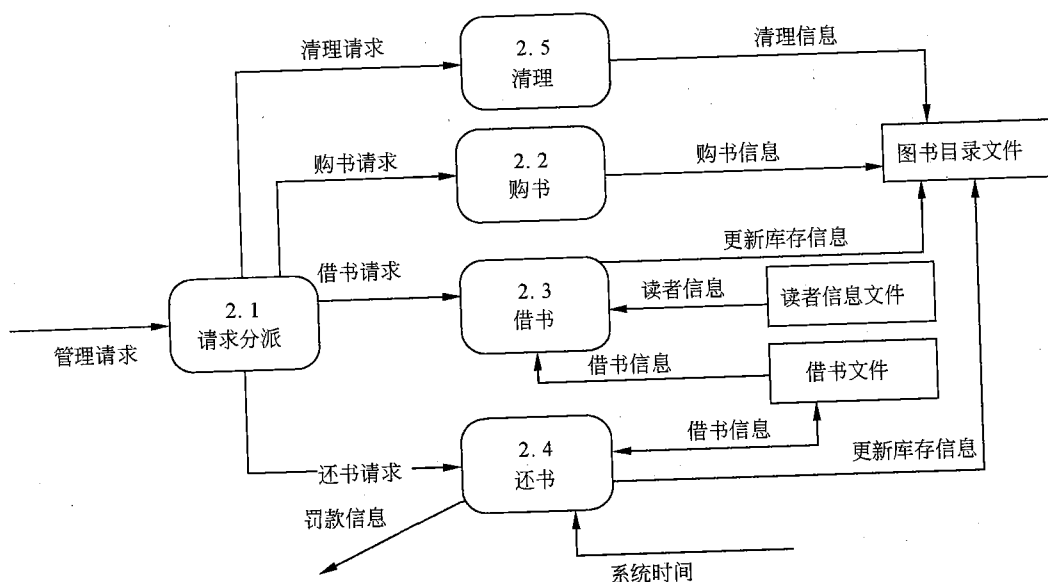 清理请求
2.5
清理
清理信息
购书请求
2.2
购书
购书信息
图书目录文件
更新库存信息
借书请求
2.1
请求分派
管理请求
2.3
借书
读者信息
读者信息文件
借书信息
借书文件
借书信息
还书请求
2.4
还书
更新库存信息
罚款信息
系统时间